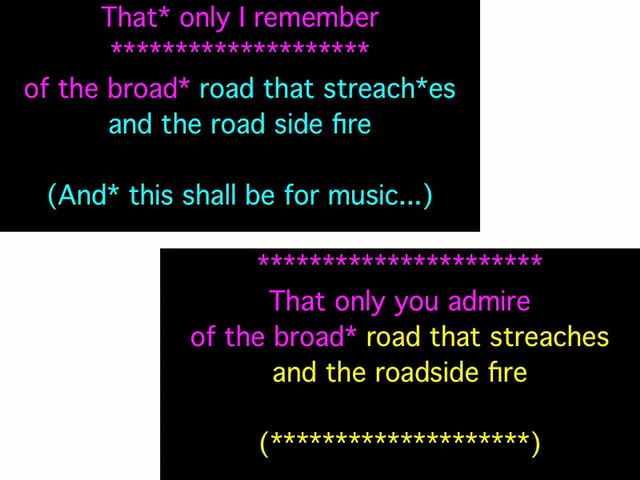 That* only I remember
********************
of the broad* road that streach*es
and the road side fire
(And* this shall be for music...)
**********************
That only you admire
of the broad* road that streaches
and the roadside fire
(********************)